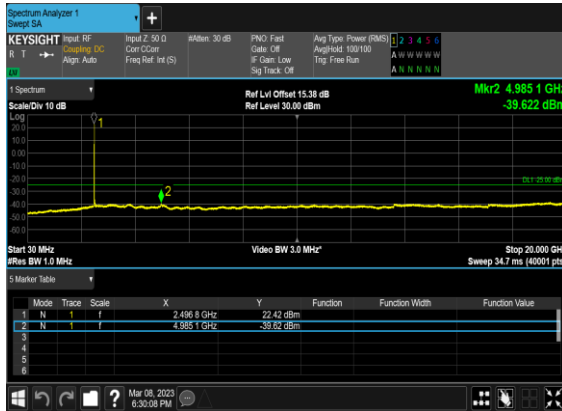 Spectrum Analyzer 1
Swept SA
+
KEYSIGHT Input: RF Input Z: 50 Ω #Atten: 30 dB PNO: Fast Avg Type: Power (RMS) 1 2 3 4 5 6
R T Coupling: DC Corr CCorr Gate: Off Avg|Hold: 100/100 A W W W W W
Align: Auto Freq Ref: Int (S) IF Gain: Low Trig: Free Run
Sig Track: Off A N N N N N
LXI
1 Spectrum Ref Lvl Offset 15.38 dB Mkr2 4.985 1 GHz
Scale/Div 10 dB Ref Level 30.00 dBm -39.622 dBm
Log
1
20.0
10.0
0.00
-10.0
-20.0
DL1 -25.00 dBm
-30.0
2
-40.0
-50.0
-60.0
Start 30 MHz Video BW 3.0 MHz* Stop 20.000 GHz
#Res BW 1.0 MHz Sweep 34.7 ms (40001 pts)
5 Marker Table
Mode Trace Scale X Y Function Function Width Function Value
1 N 1 f 2.496 8 GHz 22.42 dBm
2 N 1 f 4.985 1 GHz -39.62 dBm
3
4
5
6
? Mar 08, 2023
6:30:08 PM